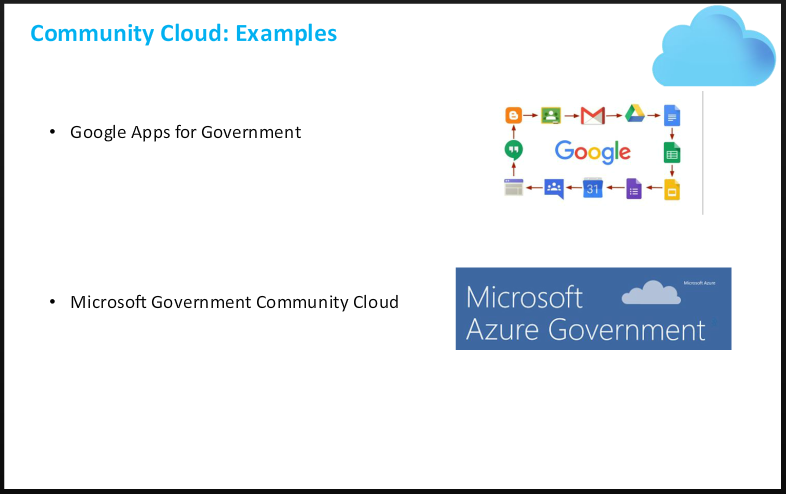 Community Cloud: Examples
• Google Apps for Government
Google
31
• Microsoft Government Community Cloud
Microsoft Azure
Microsoft
Azure Government